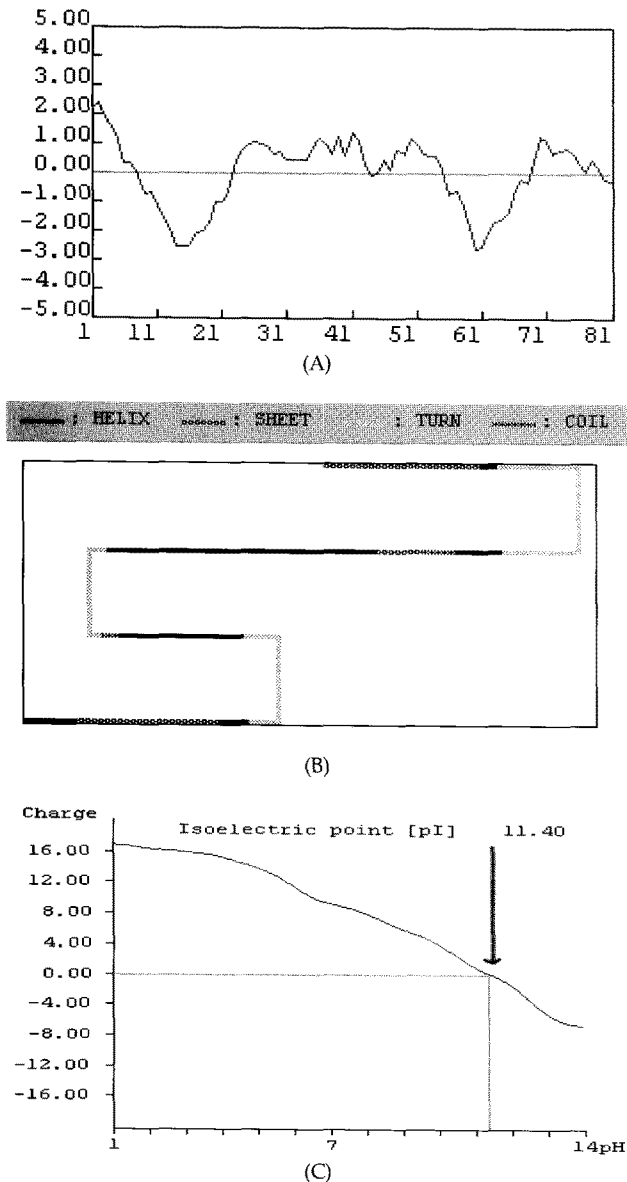 5.00
4.00
3.00
2.00
1.00
0.00
-1.00
-2.00
-3.00
-4.00
-5.00
1 11 21 31 41 51 61 71 81
(A)
: HELIX : SHEET : TURN : COIL
(B)
Charge
Isoelectric point [pI] 11.40
16.00
12.00
8.00
4.00
0.00
-4.00
-8.00
-12.00
-16.00
1 7 14pH
(C)